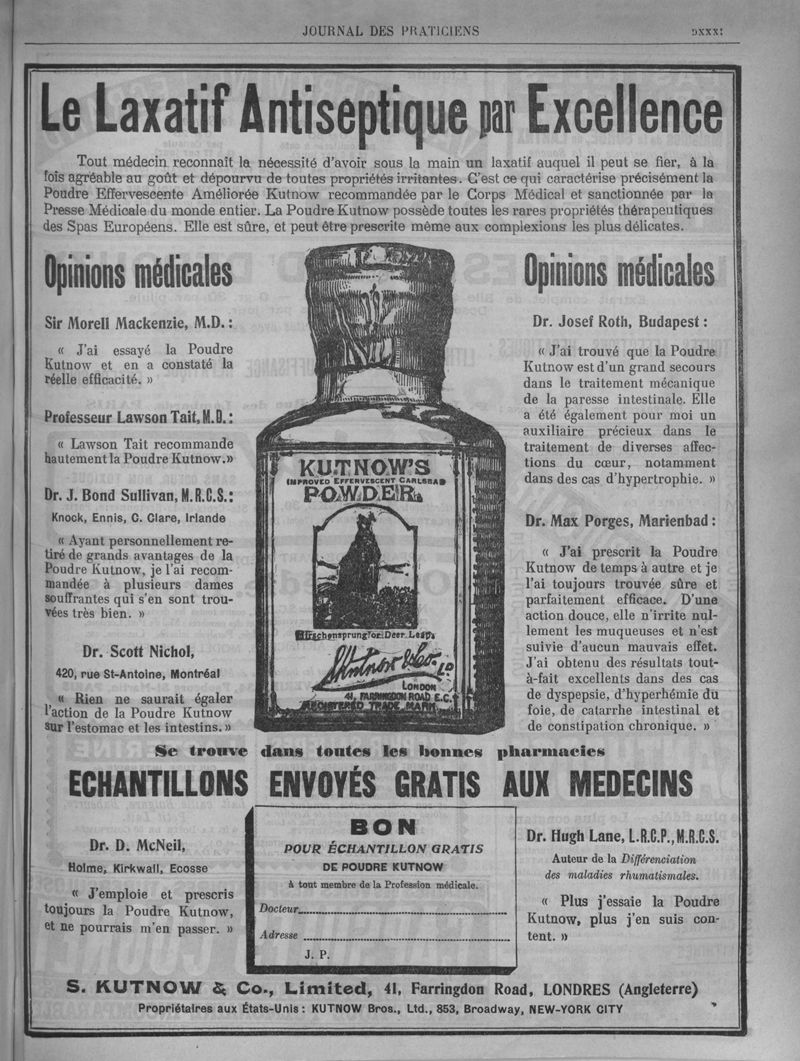 JOURNAL DES PRATICIENS
DXXXI
Le Laxatif Antiseptique par Excellence
Tout médecin reconnaît la nécessité d'avoir sous la main un laxatif auquel il peut se fier, à la
fois agréable au goût et dépourvu de toutes propriétés irritantes. C'est ce qui caractérise précisément la
Poudre Effervescente Améliorée Kutnow recommandée par le Corps Médical et sanctionnée par la
Presse Médicale du monde entier. La Poudre Kutnow possède toutes les rares propriétés thérapeutiques
des Spas Européens. Elle est sûre, et peut être prescrite même aux complexions les plus délicates.
Opinions médicales
Sir Morell Mackenzie, M.D. :
« J'ai essayé la Poudre
Kutnow et en a constaté la
réelle efficacité. »
Professeur Lawson Tait, M.D. :
« Lawson Tait recommande
hautement la Poudre Kutnow.»
Dr. J. Bond Sullivan, M.R.C.S.:
Knock, Ennis, C. Clare, Irlande
« Ayant personnellement re-
tiré de grands avantages de la
Poudre Kutnow, je l'ai recom-
mandée à plusieurs dames
souffrantes qui s'en sont trou-
vées très bien. »
Dr. Scott Nichol,
420, rue St-Antoine, Montréal
« Rien ne saurait égaler
l'action de la Poudre Kutnow
sur l'estomac et les intestins. »
KUTNOW'S
IMPROVED EFFERVESCENT CARLSBAD
POWDER
Hirschensprung or Deer Leap
S. Kutnow & Co. Ld.
LONDON
41, FARRINGDON ROAD E.C.
REGISTERED TRADE MARK
Opinions médicales
Dr. Josef Roth, Budapest :
« J'ai trouvé que la Poudre
Kutnow est d'un grand secours
dans le traitement mécanique
de la paresse intestinale. Elle
a été également pour moi un
auxiliaire précieux dans le
traitement de diverses affec-
tions du cœur, notamment
dans des cas d'hypertrophie. »
Dr. Max Porges, Marienbad :
« J'ai prescrit la Poudre
Kutnow de temps à autre et je
l'ai toujours trouvée sûre et
parfaitement efficace. D'une
action douce, elle n'irrite nul-
lement les muqueuses et n'est
suivie d'aucun mauvais effet.
J'ai obtenu des résultats tout-
à-fait excellents dans des cas
de dyspepsie, d'hyperhémie du
foie, de catarrhe intestinal et
de constipation chronique. »
Se trouve dans toutes les bonnes pharmacies
ECHANTILLONS ENVOYÉS GRATIS AUX MEDECINS
Dr. D. McNeil,
Holme, Kirkwall, Ecosse
« J'emploie et prescris
toujours la Poudre Kutnow,
et ne pourrais m'en passer. »
BON
POUR ÉCHANTILLON GRATIS
DE POUDRE KUTNOW
à tout membre de la Profession médicale.
Docteur
Adresse
J. P.
Dr. Hugh Lane, L.R.C.P., M.R.C.S.
Auteur de la Différenciation
des maladies rhumatismales.
« Plus j'essaie la Poudre
Kutnow, plus j'en suis con-
tent. »
S. KUTNOW & Co., Limited, 41, Farringdon Road, LONDRES (Angleterre)
Propriétaires aux États-Unis : KUTNOW Bros., Ltd., 853, Broadway, NEW-YORK CITY